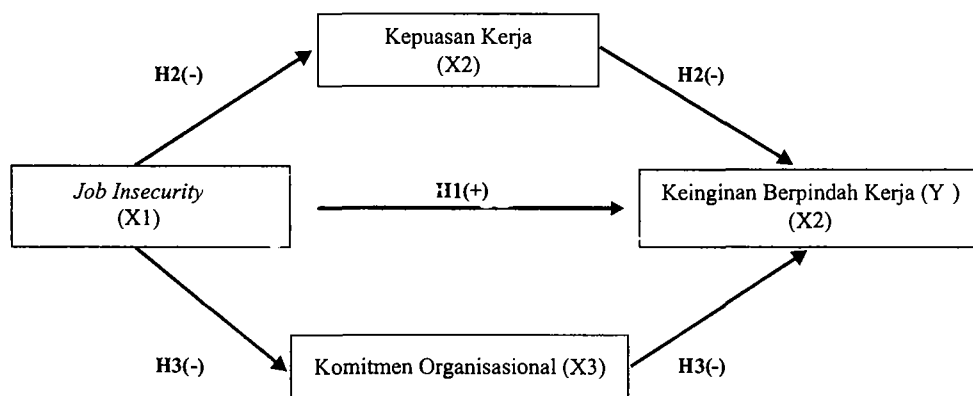 Kepuasan Kerja
(X2)
H2(-)
H2(-)
Job Insecurity
(X1)
H1(+)
Keinginan Berpindah Kerja (Y )
(X2)
H3(-)
Komitmen Organisasional (X3)
H3(-)